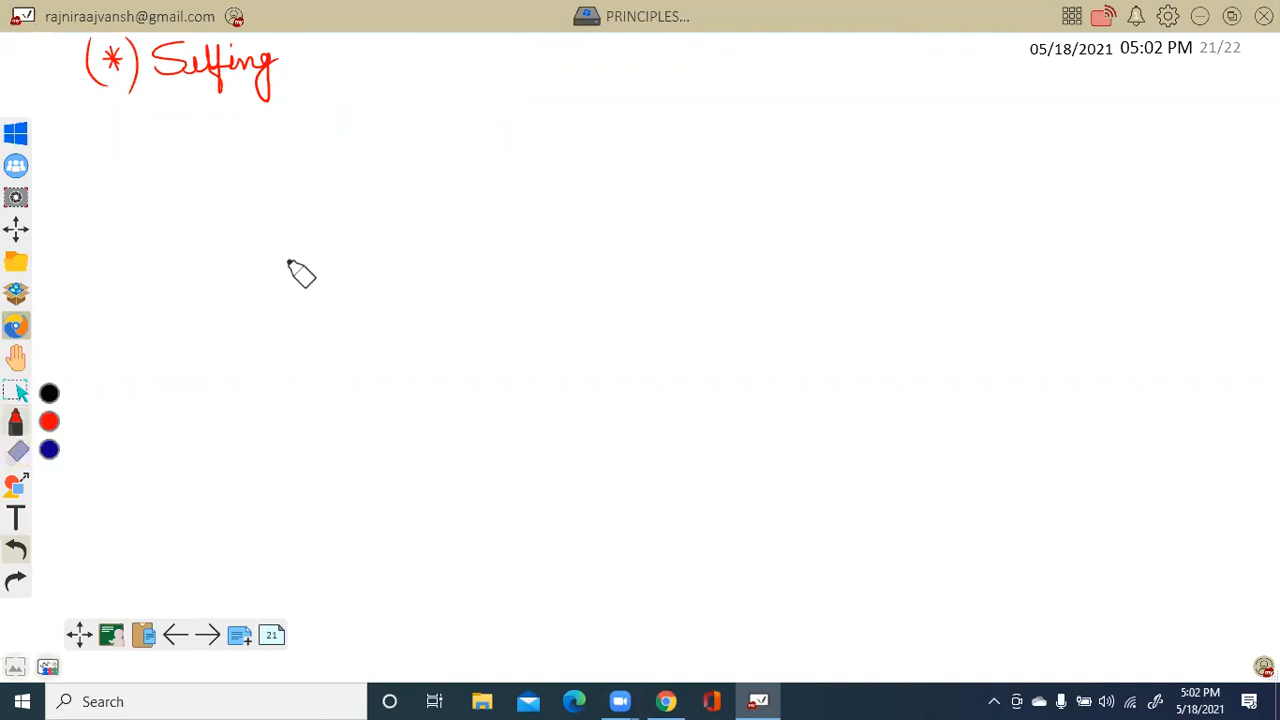 rajniraajvansh@gmail.com
PRINCIPLES...
(*) Selfing
05/18/2021 05:02 PM 21/22
T
21
Search
5:02 PM
5/18/2021